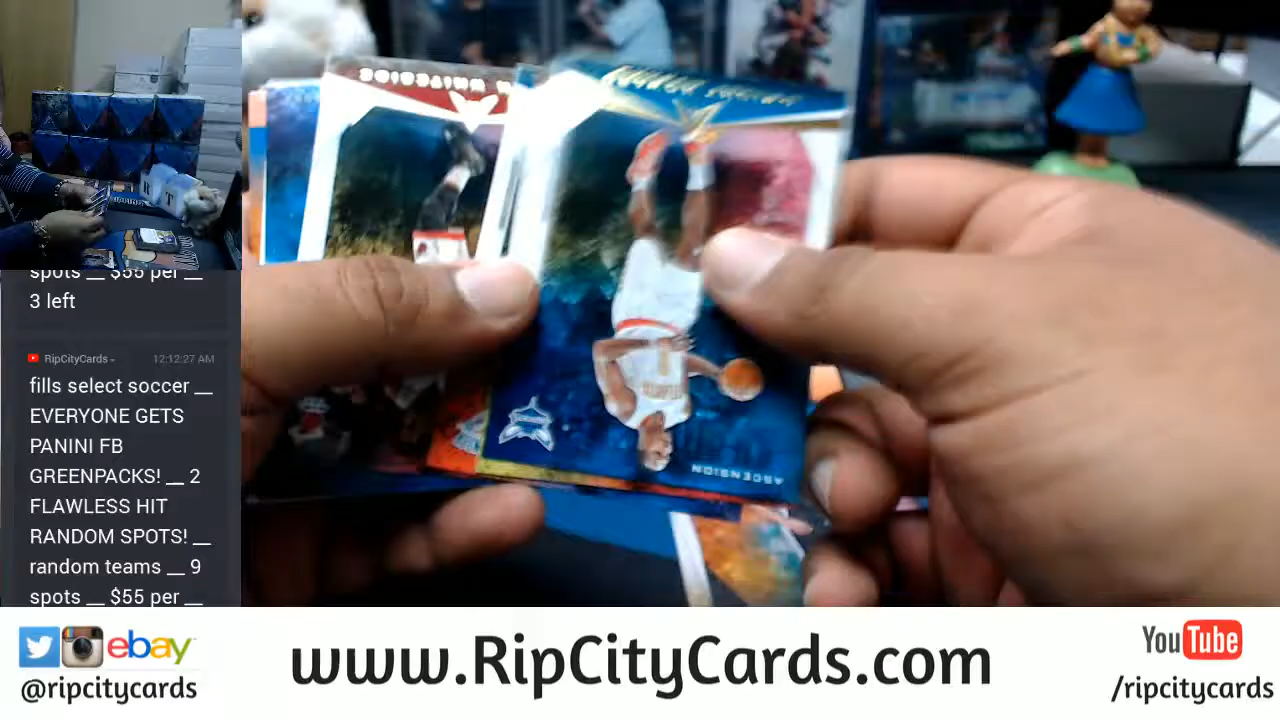 spots __ $55 per __
3 left
RipCityCards
12:12:27 AM
fills select soccer __
EVERYONE GETS
PANINI FB
GREENPACKS! __ 2
FLAWLESS HIT
RANDOM SPOTS! __
random teams __ 9
spots __ $55 per __
WHITESIDE
ASCENSION
ebay
@ripcitycards
www.RipCityCards.com
YouTube
/ripcitycards